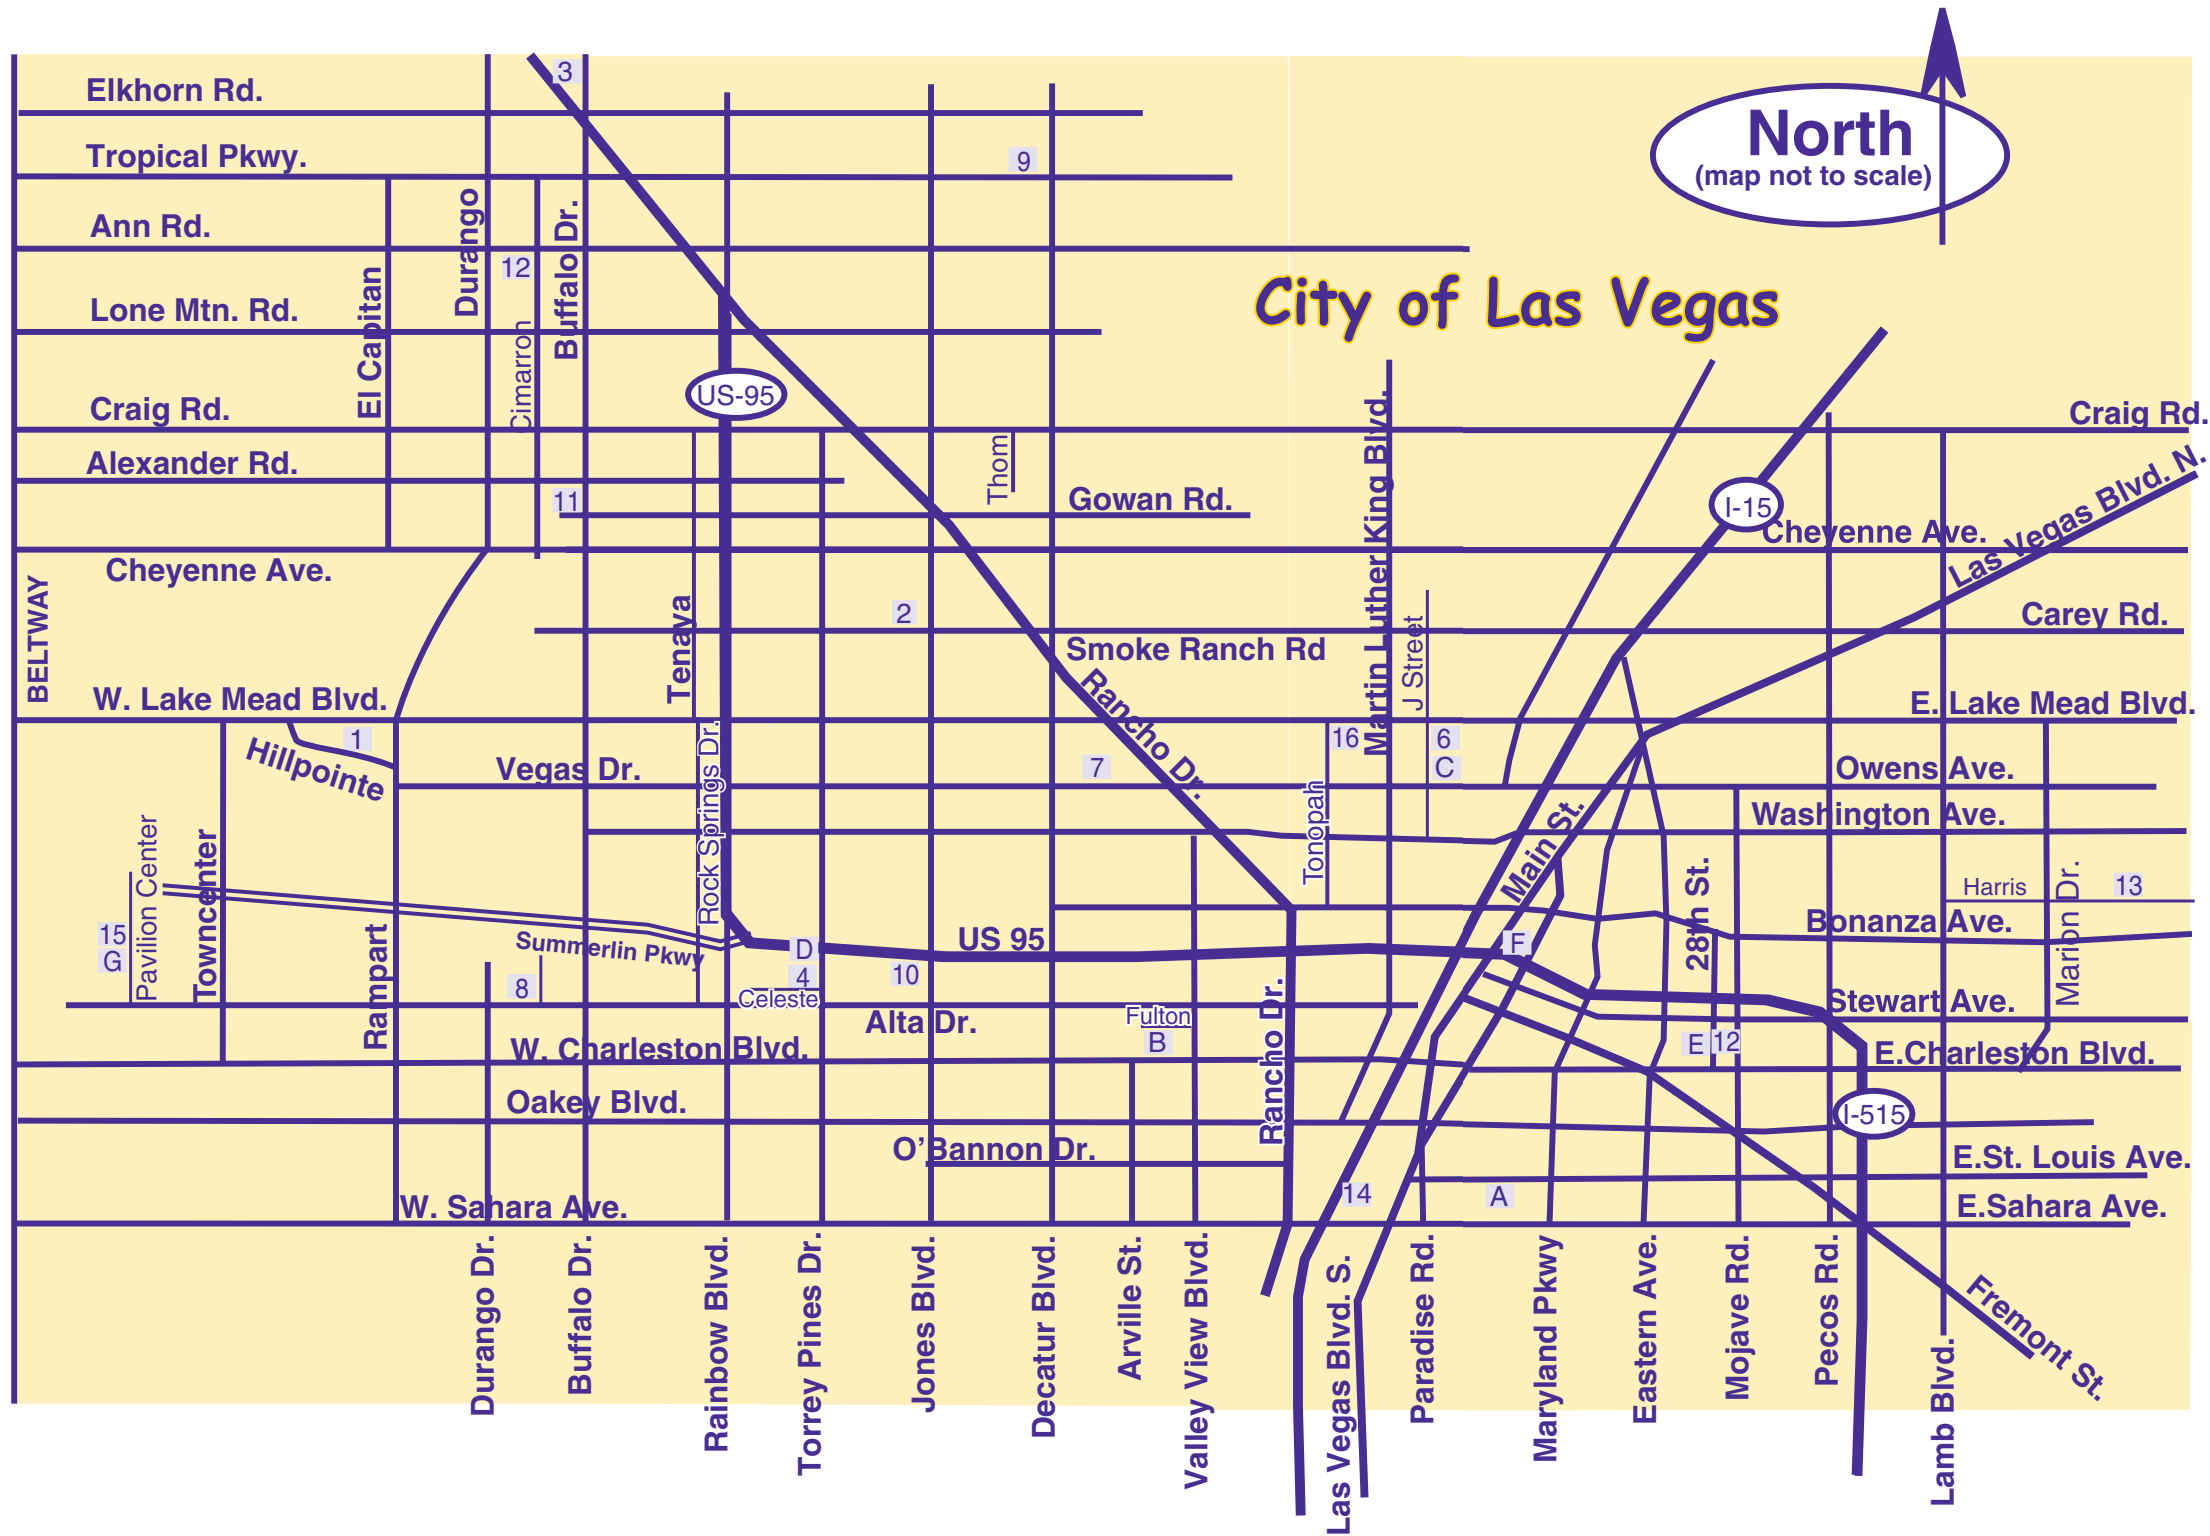 3
Elkhorn Rd.
North
(map not to scale)
Tropical Pkwy.
9
Ann Rd.
Durango
12
Buffalo Dr.
City of Las Vegas
Lone Mtn. Rd.
El Capitan
Cimarron
US-95
Craig Rd.
Craig Rd.
Alexander Rd.
Thom
11
Gowan Rd.
Martin Luther King Blvd.
I-15
Cheyenne Ave.
Las Vegas Blvd. N.
Cheyenne Ave.
BELTWAY
Tenaya
2
Carey Rd.
Smoke Ranch Rd
J Street
W. Lake Mead Blvd.
Rancho Dr.
E. Lake Mead Blvd.
1
Hillpointe
Vegas Dr.
Rock Springs Dr.
7
16
6
C
Owens Ave.
Tonopah
Main St.
Washington Ave.
Pavilion Center
Towncenter
28th St.
Harris
Marion Dr.
13
15
G
Rampart
Summerlin Pkwy
D
US 95
F
Bonanza Ave.
8
4
10
Celeste
Rancho Dr.
Stewart Ave.
Alta Dr.
Fulton
B
E
12
W. Charleston Blvd.
E.Charleston Blvd.
Oakey Blvd.
I-515
O'Bannon Dr.
E.St. Louis Ave.
14
A
W. Sahara Ave.
E.Sahara Ave.
Durango Dr.
Buffalo Dr.
Rainbow Blvd.
Torrey Pines Dr.
Jones Blvd.
Decatur Blvd.
Arville St.
Valley View Blvd.
Las Vegas Blvd. S.
Paradise Rd.
Maryland Pkwy
Eastern Ave.
Mojave Rd.
Pecos Rd.
Lamb Blvd.
Fremont St.